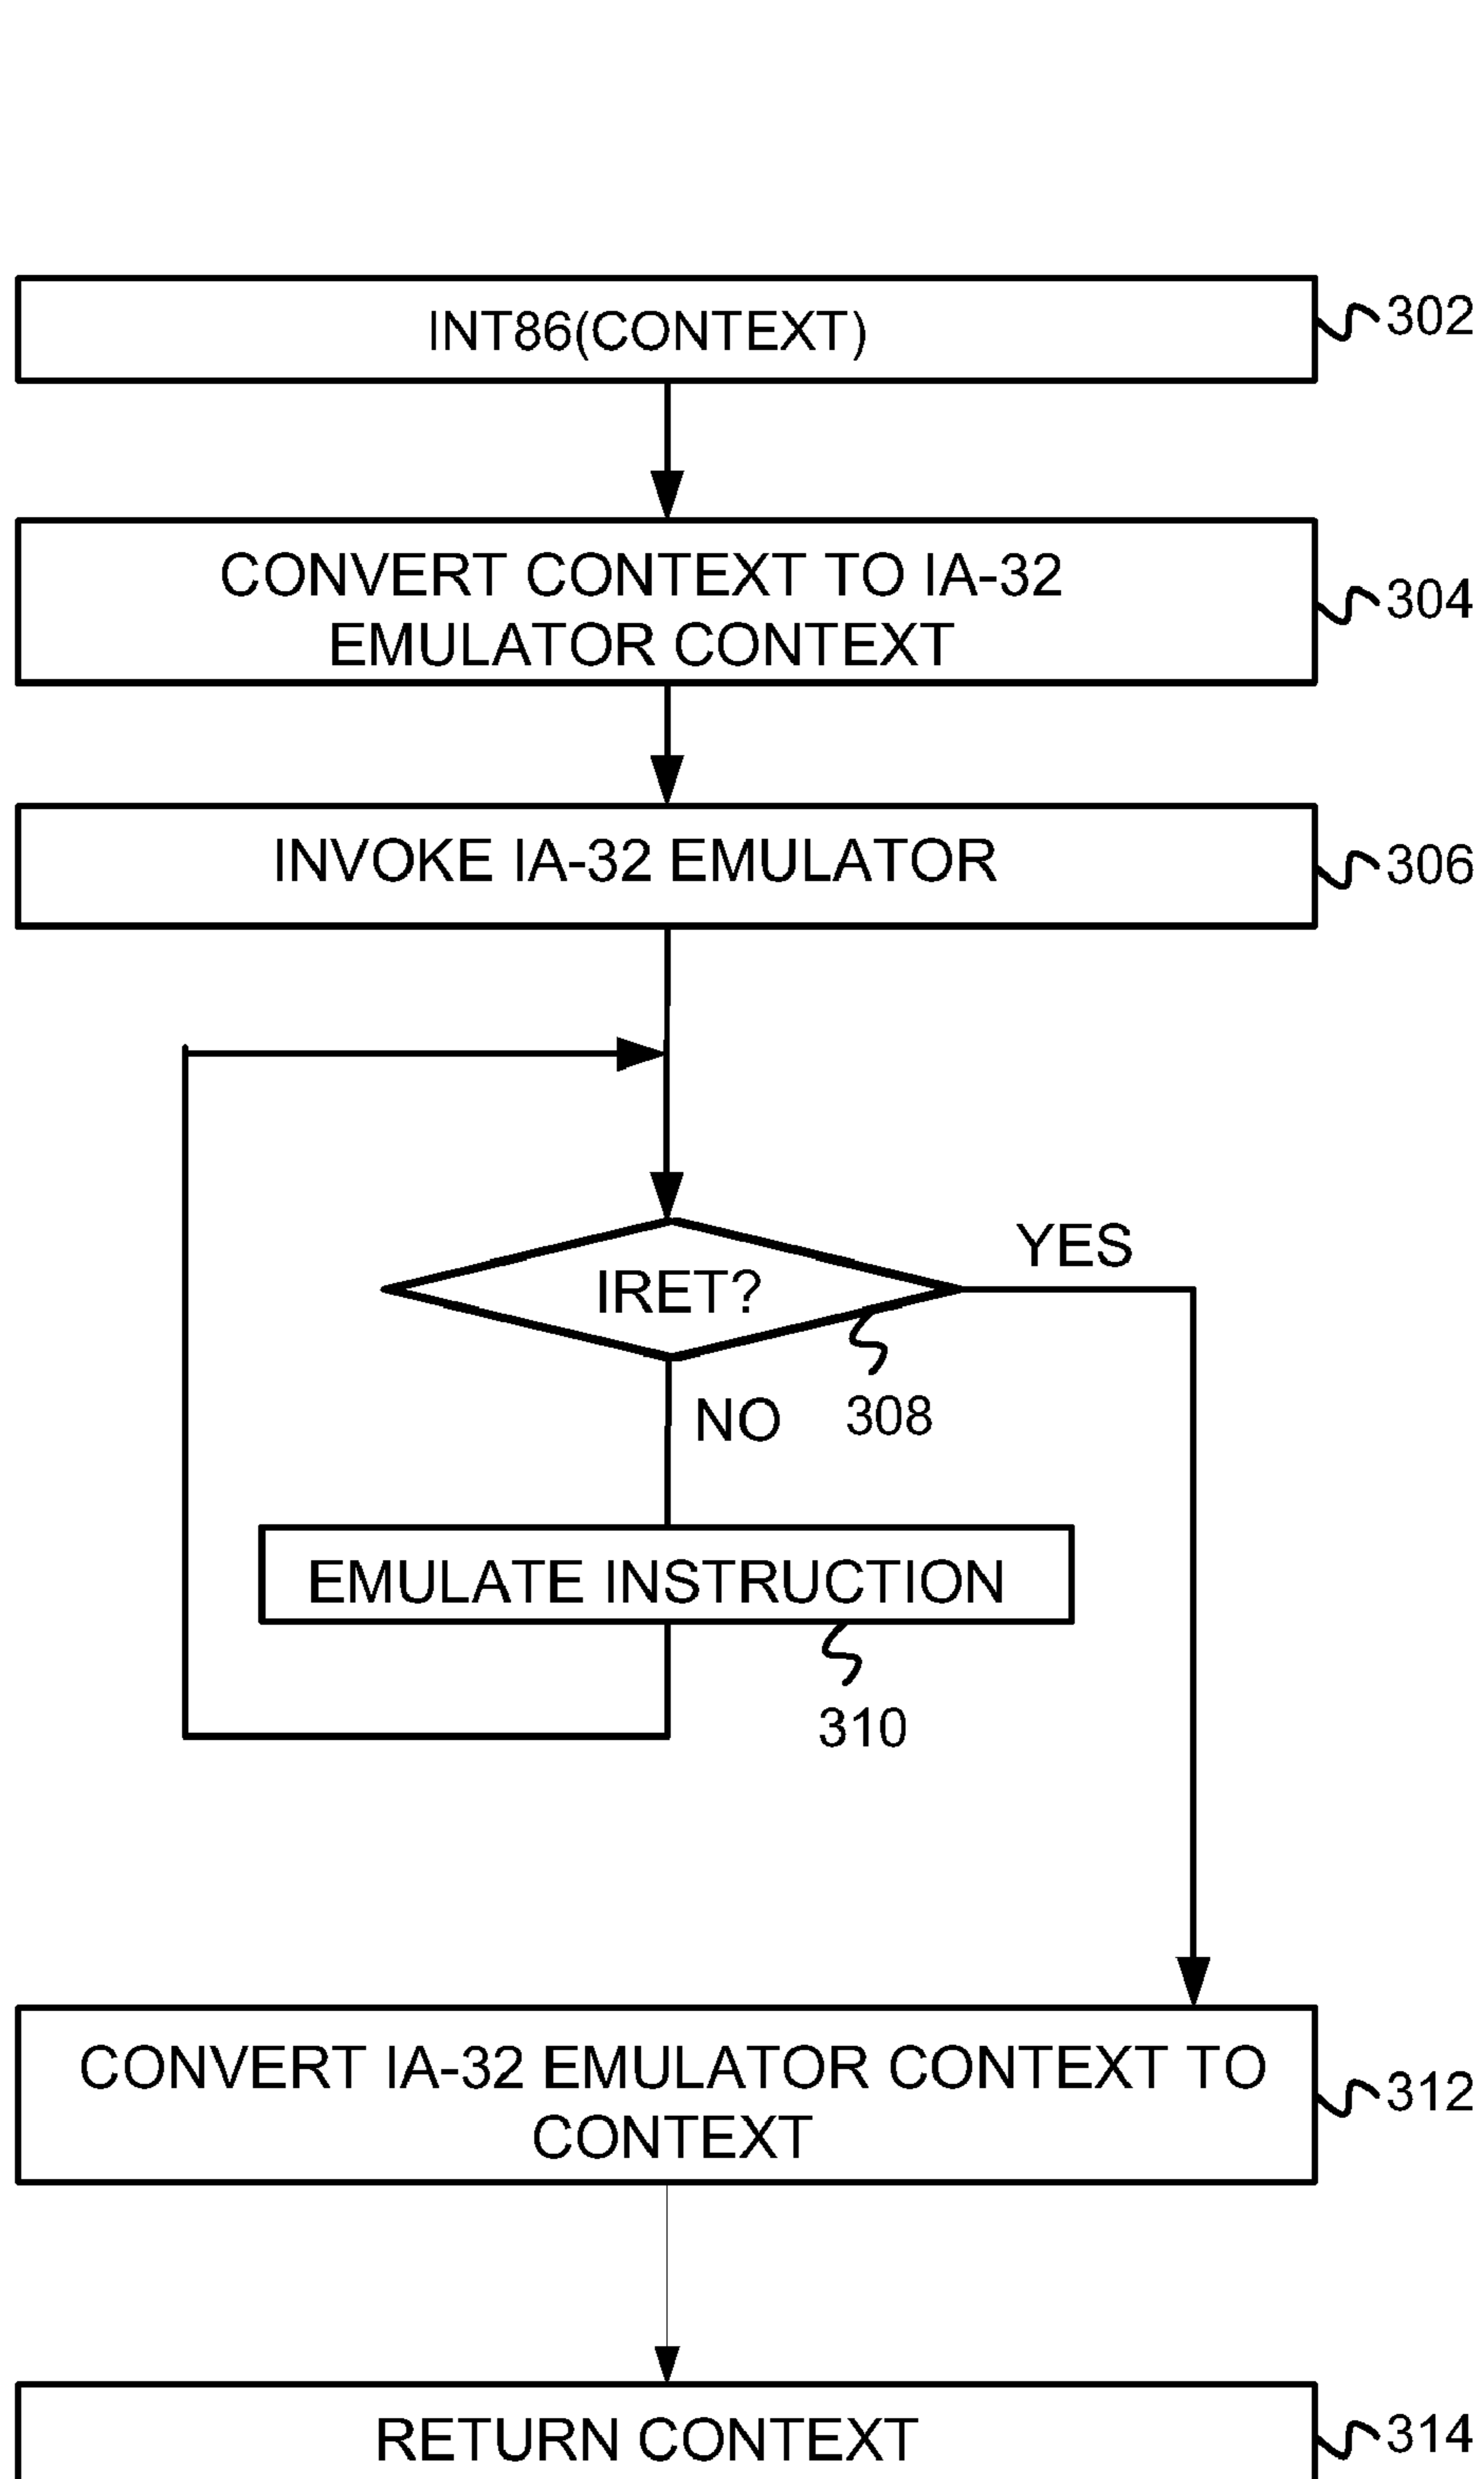 INT86(CONTEXT)
302
CONVERT CONTEXT TO IA-32
EMULATOR CONTEXT
304
INVOKE IA-32 EMULATOR
306
YES
IRET?
NO
308
EMULATE INSTRUCTION
310
CONVERT IA-32 EMULATOR CONTEXT TO
CONTEXT
312
RETURN CONTEXT
314